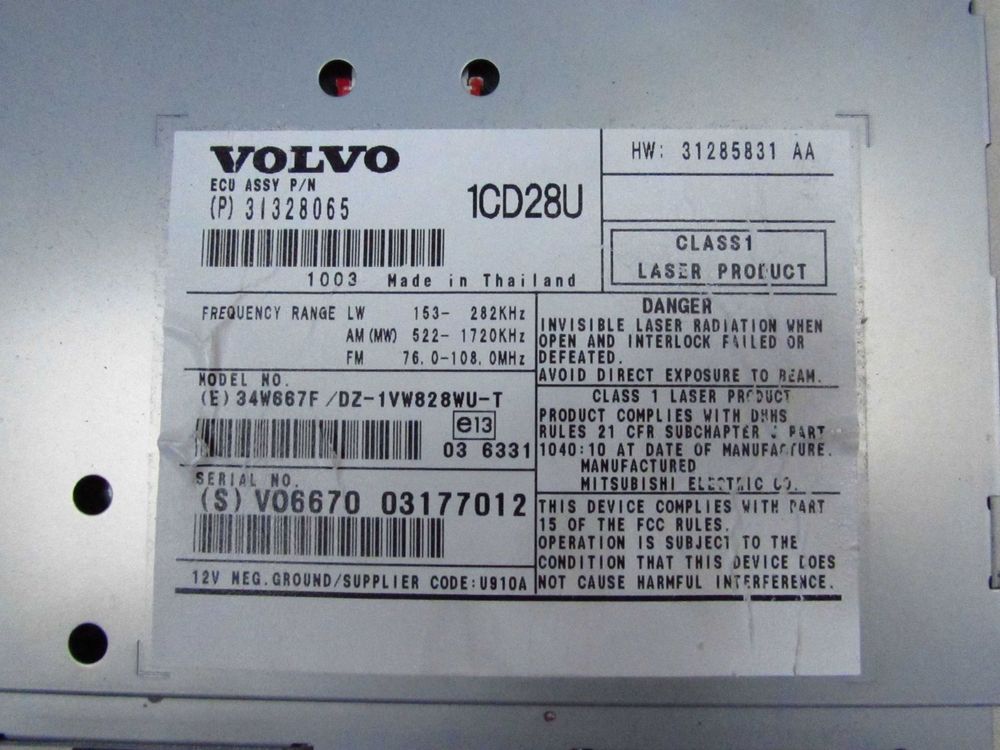 VOLVO
ECU ASSY P/N
(P) 31328065
1CD28U
1003 Made in Thailand
HW: 31285831 AA
CLASS1
LASER PRODUCT
FREQUENCY RANGE LW 153- 282KHz
AM(MW) 522- 1720KHz
FM 76.0-108.0MHz
MODEL NO.
(E) 34W667F /DZ-1VW828WU-T
e13
03 6331
SERIAL NO.
(S) V06670 03177012
12V NEG.GROUND/SUPPLIER CODE:U910A
DANGER
INVISIBLE LASER RADIATION WHEN
OPEN AND INTERLOCK FAILED OR
DEFEATED.
AVOID DIRECT EXPOSURE TO BEAM.
CLASS 1 LASER PRODUCT
PRODUCT COMPLIES WITH DHHS
RULES 21 CFR SUBCHAPTER J PART
1040:10 AT DATE OF MANUFACTURE.
MANUFACTURED
MITSUBISHI ELECTRIC CO.
THIS DEVICE COMPLIES WITH PART
15 OF THE FCC RULES.
OPERATION IS SUBJECT TO THE
CONDITION THAT THIS DEVICE DOES
NOT CAUSE HARMFUL INTERFERENCE.